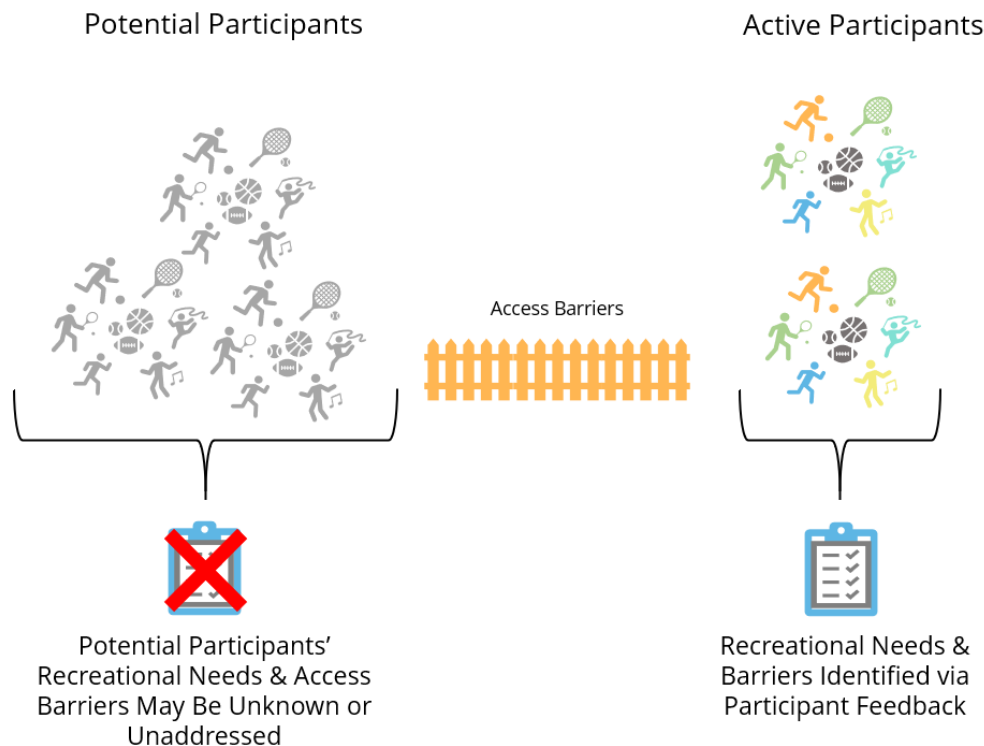 Potential Participants
Active Participants
Access Barriers
Potential Participants’
Recreational Needs & Access
Barriers May Be Unknown or
Unaddressed
Recreational Needs &
Barriers Identified via
Participant Feedback